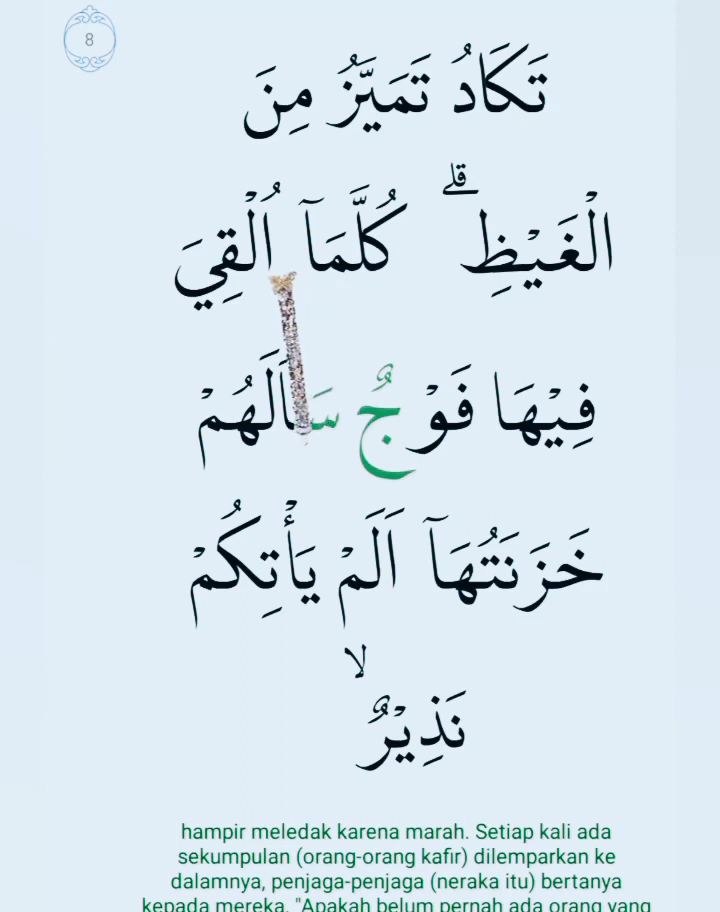 8
تَكَادُ تَمَيَّزُ مِنَ
الْغَيْظِۗ كُلَّمَآ اُلْقِيَ
فِيْهَا فَوْجٌ سَاَلَهُمْ
خَزَنَتُهَآ اَلَمْ يَأْتِكُمْ
نَذِيْرٌۙ
hampir meledak karena marah. Setiap kali ada
sekumpulan (orang-orang kafir) dilemparkan ke
dalamnya, penjaga-penjaga (neraka itu) bertanya
kepada mereka, "Apakah belum pernah ada orang yang